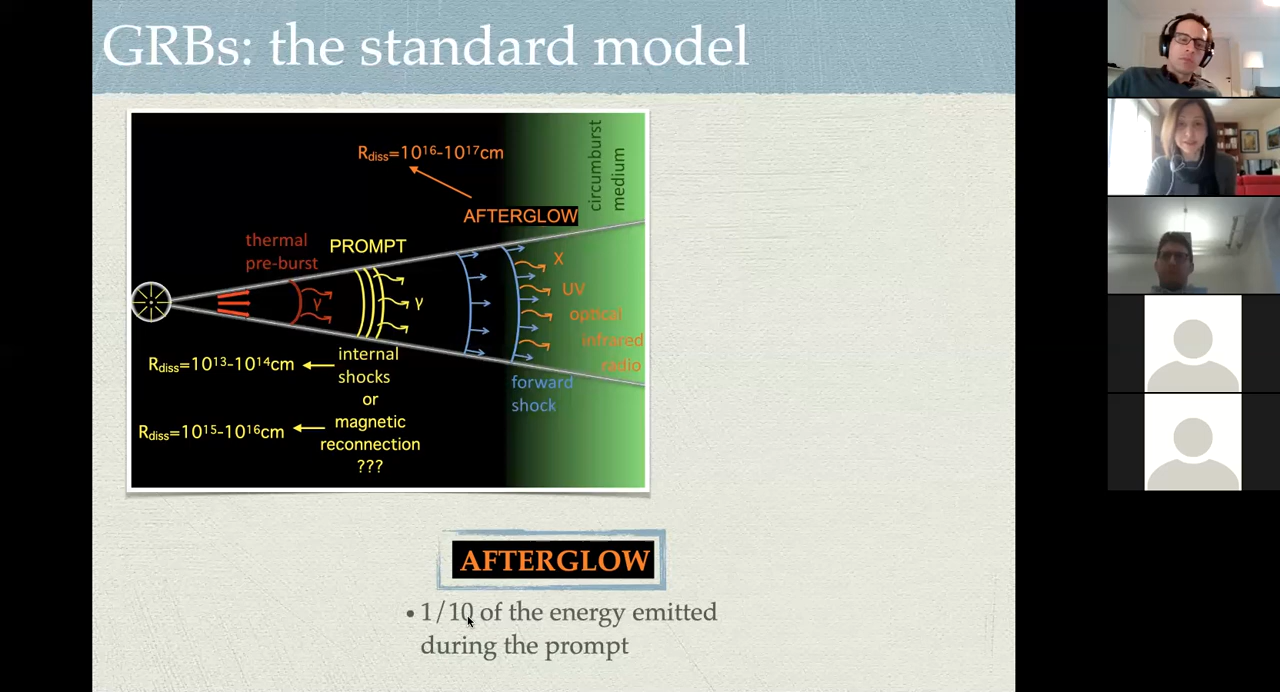 GRBs: the standard model
Rdiss=10¹⁶-10¹⁷cm
circumburst
medium
AFTERGLOW
thermal
pre-burst
PROMPT
X
γ
γ
UV
optical
infrared
radio
Rdiss=10¹³-10¹⁴cm
internal
shocks
or
magnetic
reconnection
???
forward
shock
Rdiss=10¹⁵-10¹⁶cm
AFTERGLOW
• 1/10 of the energy emitted
during the prompt